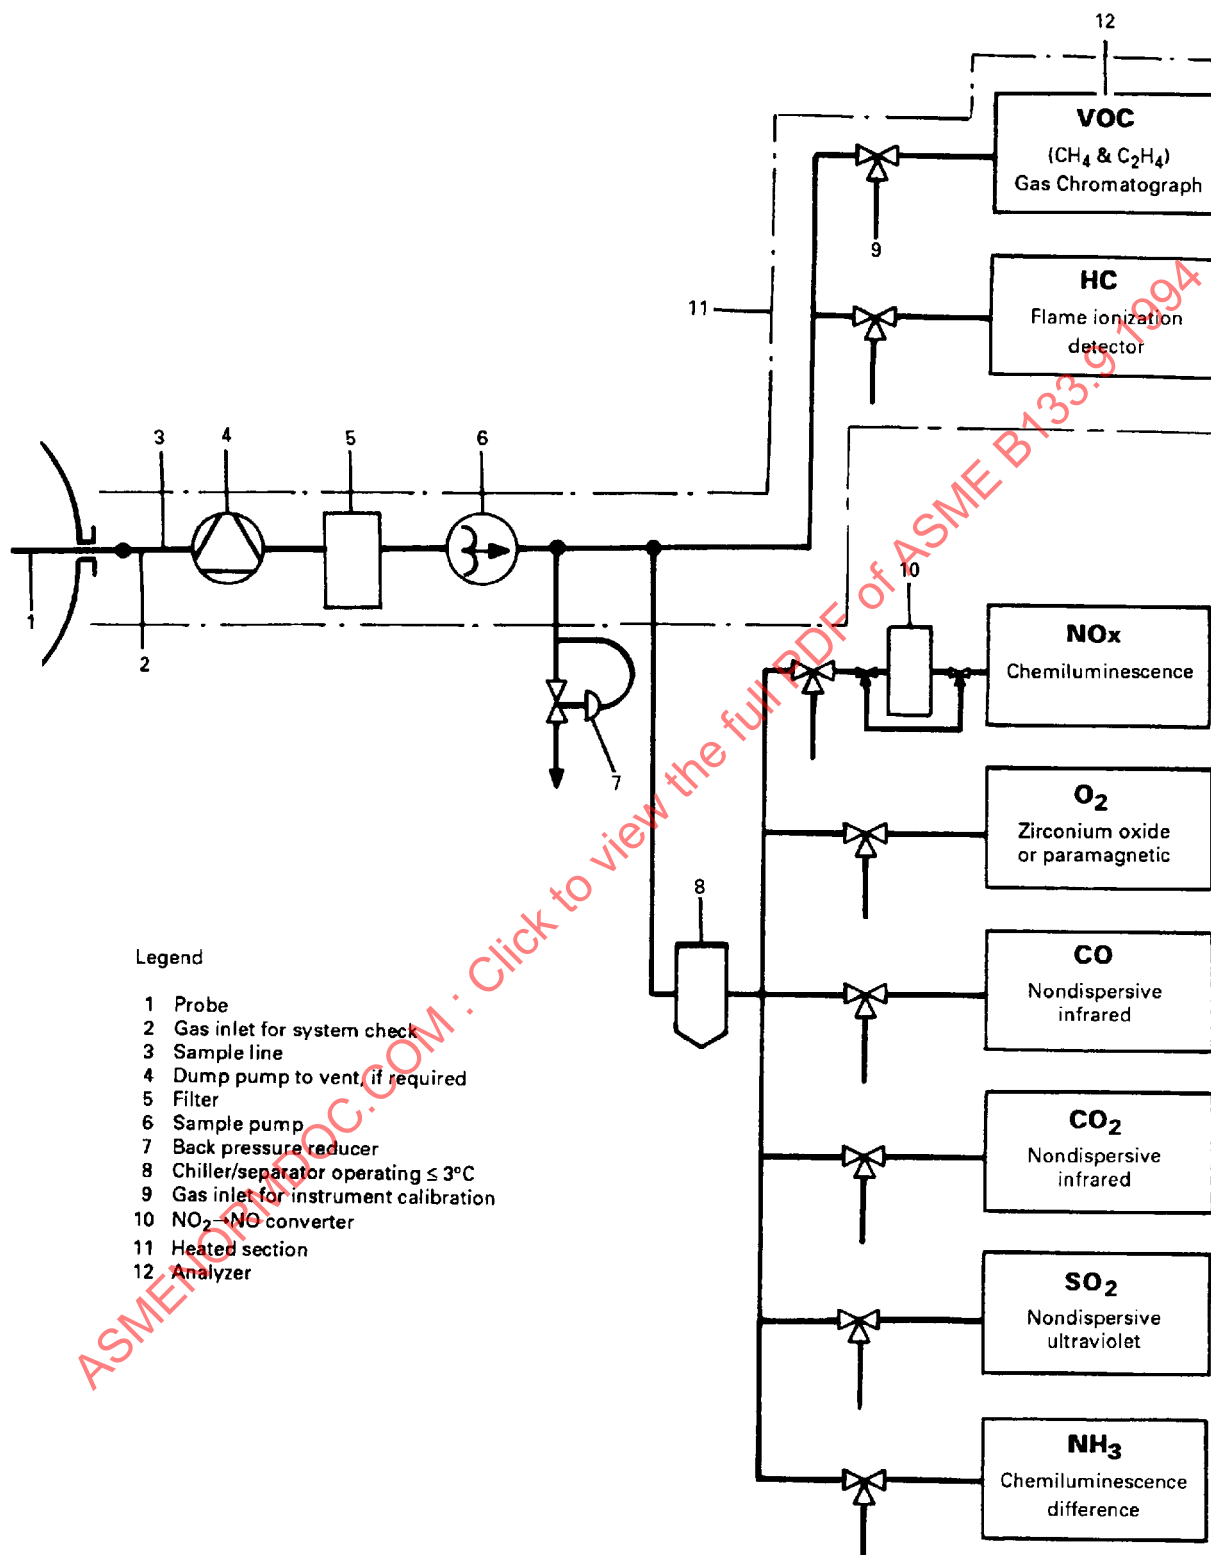 12
VOC
(CH4 & C2H4)
Gas Chromatograph
9
HC
Flame ionization
detector
11
3
4
5
6
1
2
7
10
NOx
Chemiluminescence
O2
Zirconium oxide
or paramagnetic
8
CO
Nondispersive
infrared
CO2
Nondispersive
infrared
SO2
Nondispersive
ultraviolet
NH3
Chemiluminescence
difference
Legend
1 Probe
2 Gas inlet for system check
3 Sample line
4 Dump pump to vent, if required
5 Filter
6 Sample pump
7 Back pressure reducer
8 Chiller/separator operating ≤ 3°C
9 Gas inlet for instrument calibration
10 NO2→NO converter
11 Heated section
12 Analyzer
ASMENORMDOC.COM : Click to view the full PDF of ASME B133.9 1994